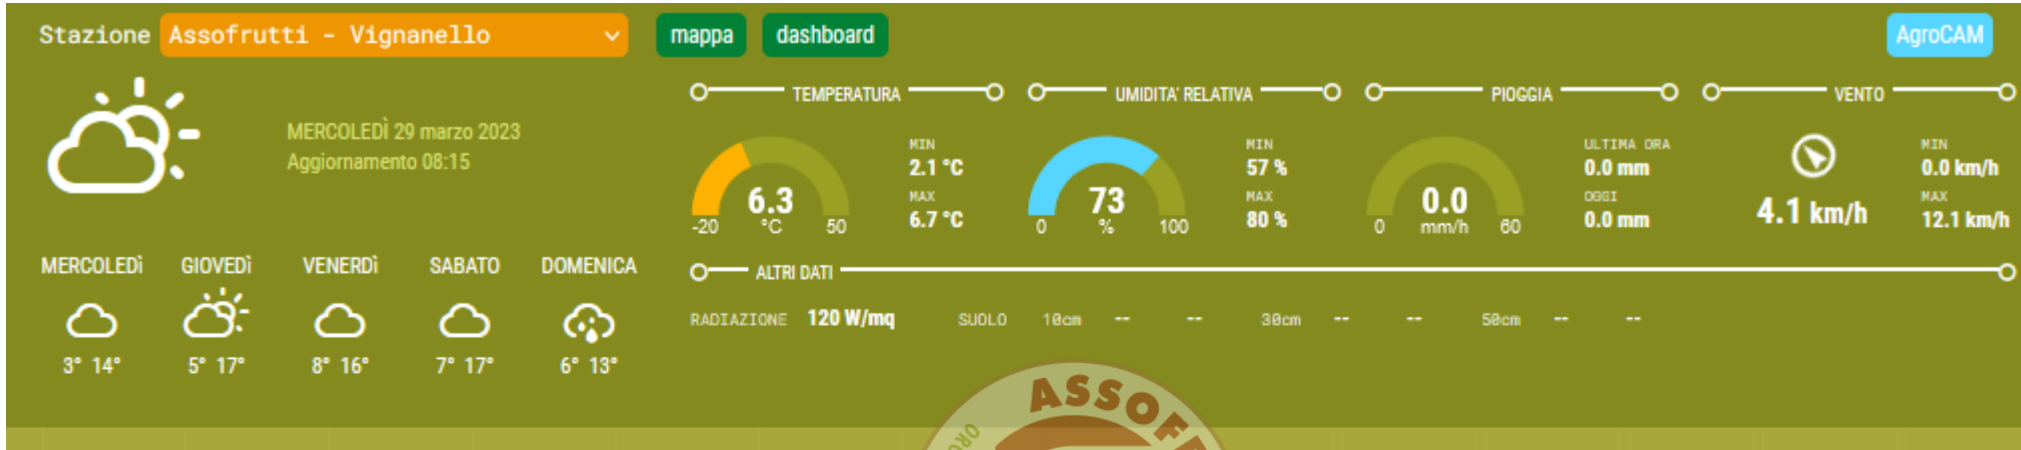 Stazione Assofrutti - Vignanello mappa dashboard AgroCAM
MERCOLEDÌ 29 marzo 2023
Aggiornamento 08:15
TEMPERATURA
6.3
°C
-20 50
MIN
2.1 °C
MAX
6.7 °C
UMIDITA' RELATIVA
73
%
0 100
MIN
57 %
MAX
80 %
PIOGGIA
0.0
mm/h
0 60
ULTIMA ORA
0.0 mm
OGGI
0.0 mm
VENTO
4.1 km/h
MIN
0.0 km/h
MAX
12.1 km/h
MERCOLEDì GIOVEDì VENERDì SABATO DOMENICA
3° 14° 5° 17° 8° 16° 7° 17° 6° 13°
ALTRI DATI
RADIAZIONE 120 W/mq SUOLO 10cm -- -- 30cm -- -- 50cm -- --
ASSOF
ORO